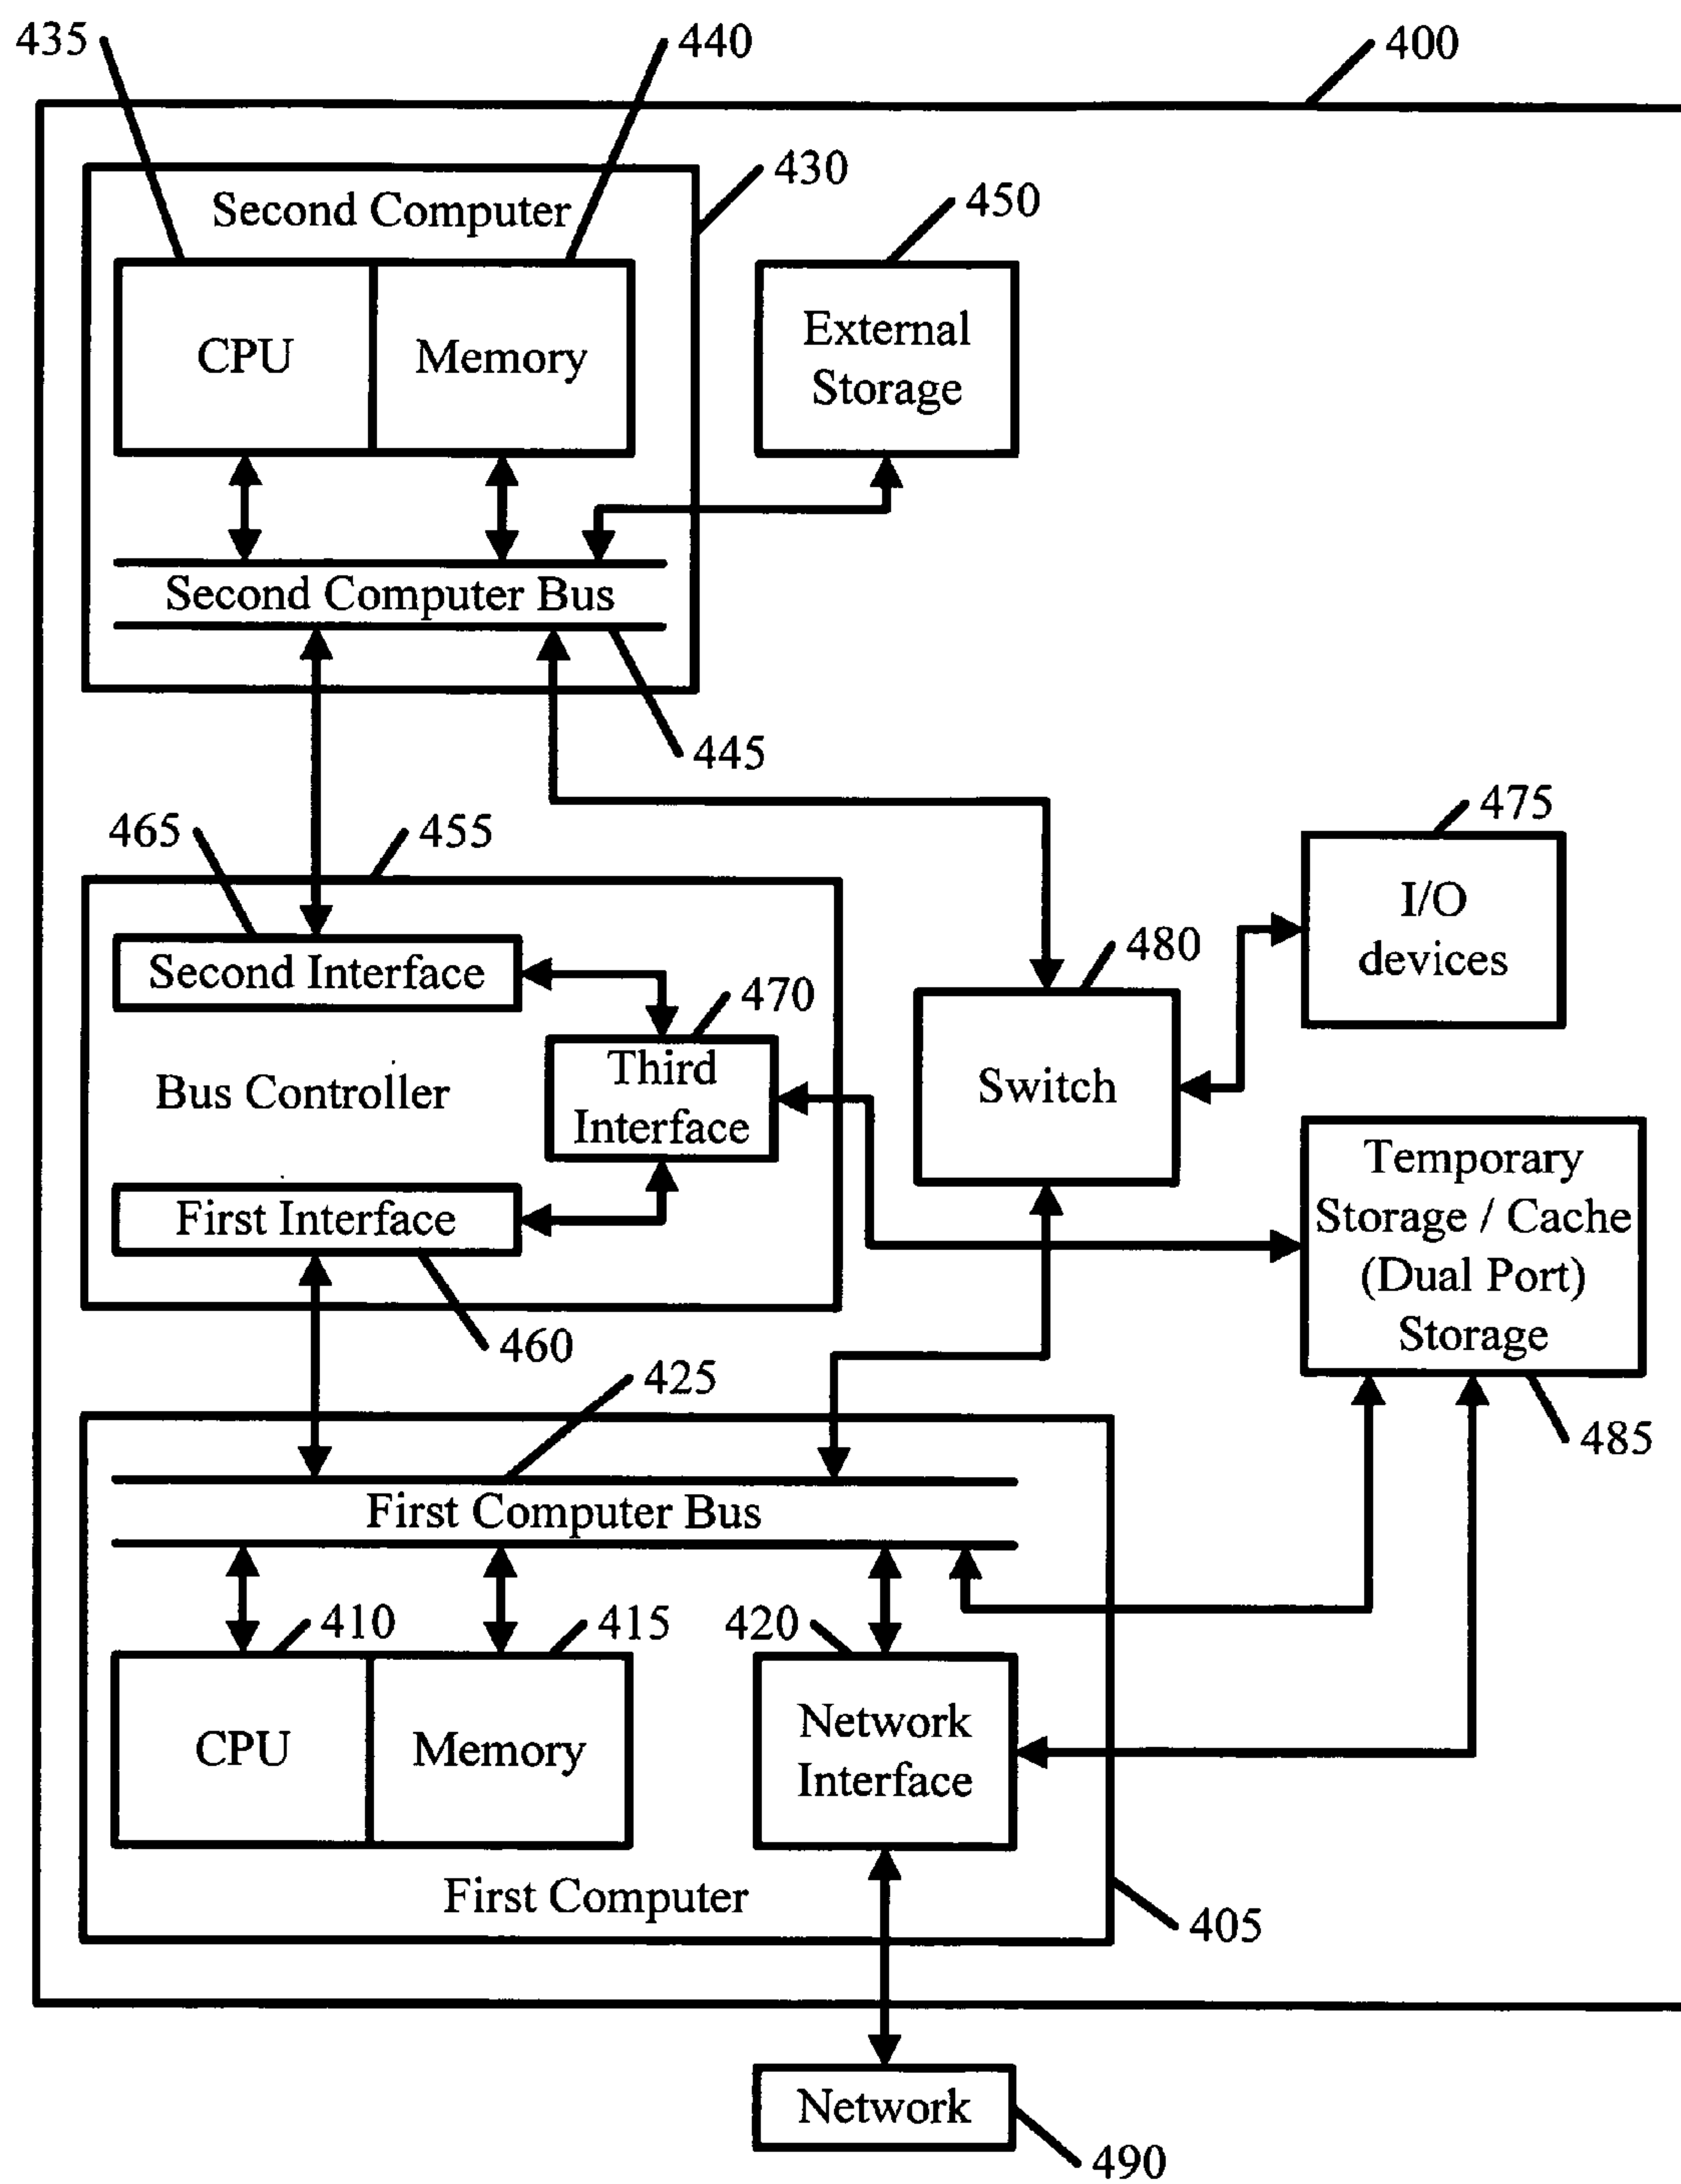 435
440
400
430
Second Computer
450
CPU
Memory
External
Storage
Second Computer Bus
445
475
465
455
I/O
devices
480
Second Interface
470
Third
Interface
Switch
Bus Controller
Temporary
Storage / Cache
(Dual Port)
Storage
First Interface
460
425
485
First Computer Bus
410
415
420
CPU
Memory
Network
Interface
First Computer
405
Network
490